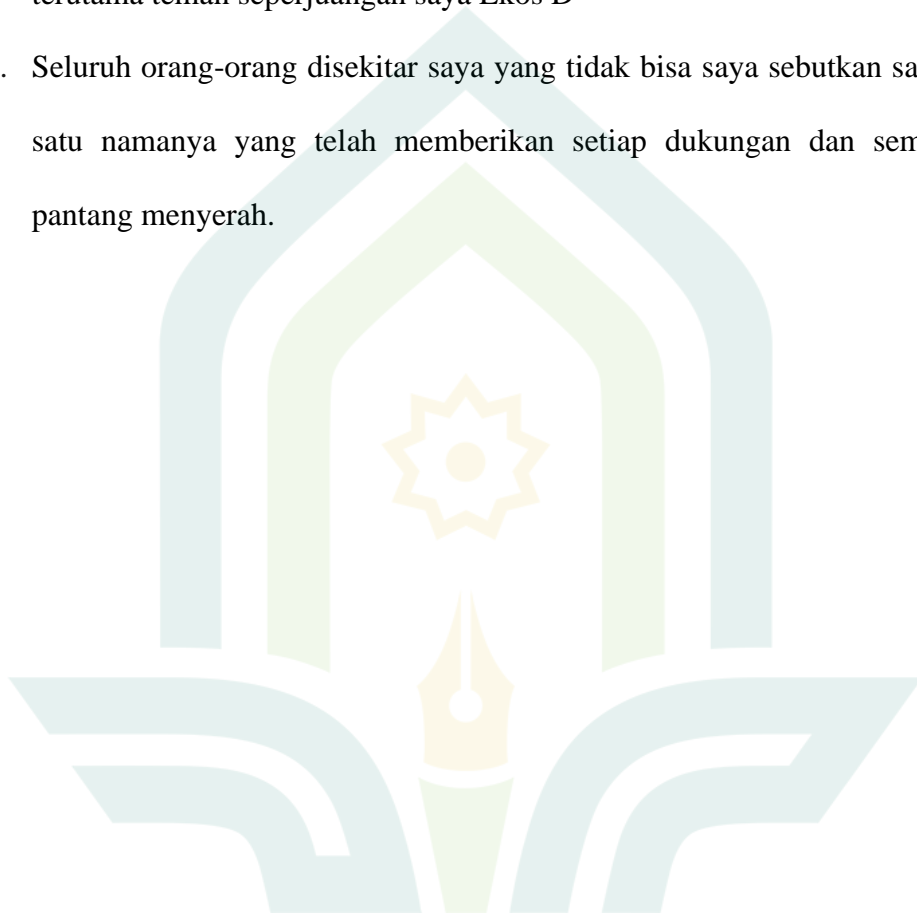 terutama teman seperjuangan saya Ekos D
. Seluruh orang-orang disekitar saya yang tidak bisa saya sebutkan sa
satu namanya yang telah memberikan setiap dukungan dan sem
pantang menyerah.